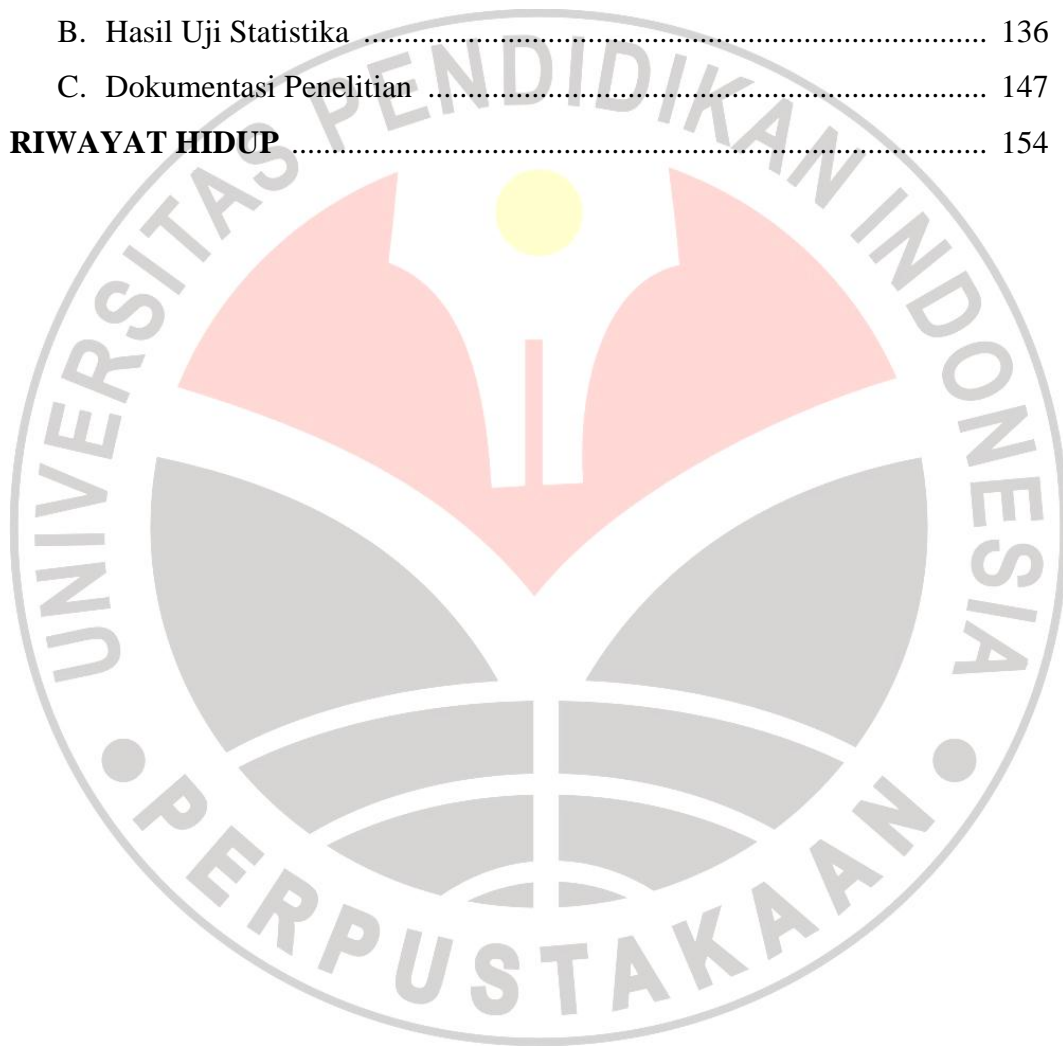 B. Hasil Uji Statistika ........................................................................................ 136
C. Dokumentasi Penelitian ............................................................................... 147
RIWAYAT HIDUP .................................................................................................. 154
UNIVERSITAS PENDIDIKAN INDONESIA
PERPUSTAKAAN